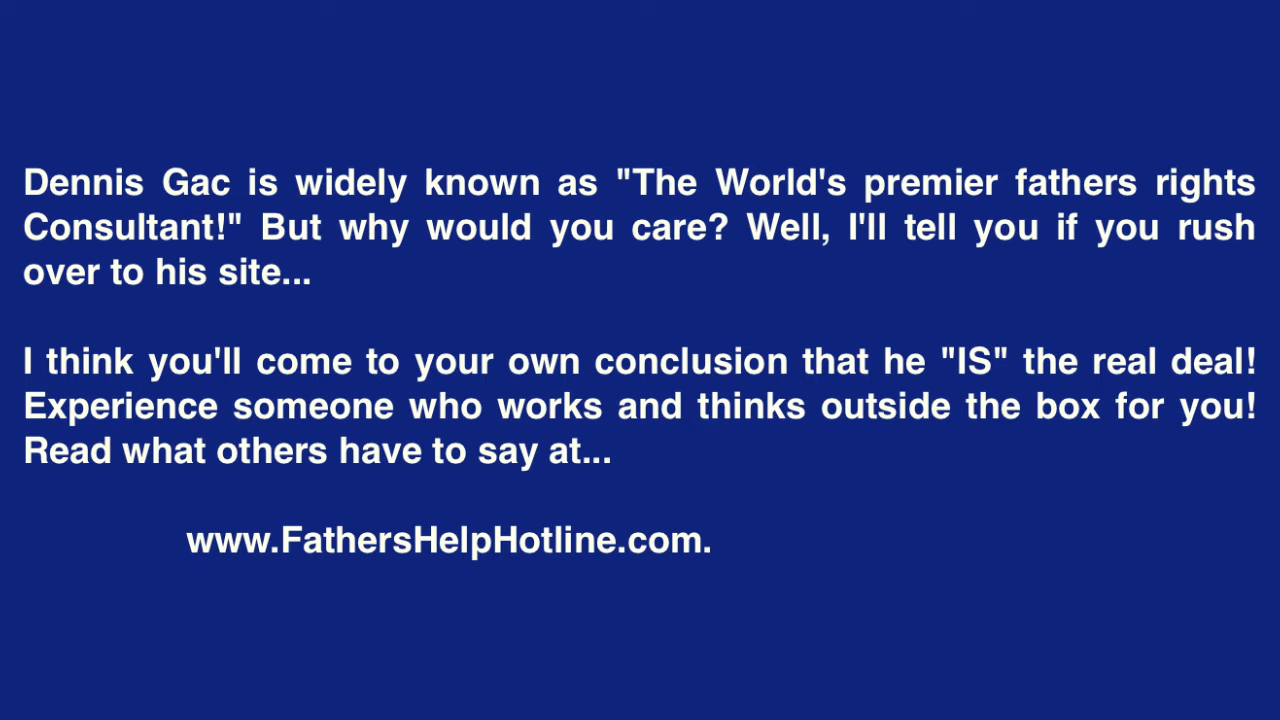 Dennis Gac is widely known as "The World's premier fathers rights
Consultant!" But why would you care? Well, I'll tell you if you rush
over to his site...
I think you'll come to your own conclusion that he "IS" the real deal!
Experience someone who works and thinks outside the box for you!
Read what others have to say at...
www.FathersHelpHotline.com.